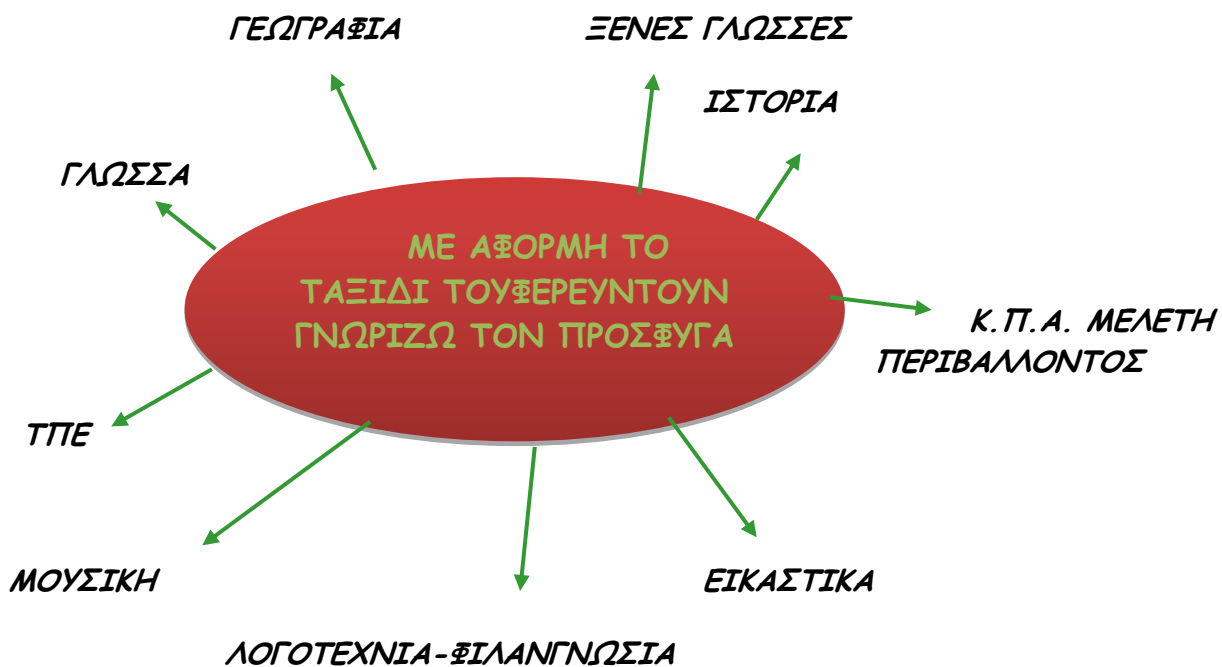 ΓΕΩΓΡΑΦΙΑ
ΞΕΝΕΣ ΓΛΩΣΣΕΣ
ΙΣΤΟΡΙΑ
ΓΛΩΣΣΑ
ΜΕ ΑΦΟΡΜΗ ΤΟ
ΤΑΞΙΔΙ ΤΟΥΦΕΡΕΥΝΤΟΥΝ
ΓΝΩΡΙΖΩ ΤΟΝ ΠΡΟΣΦΥΓΑ
Κ.Π.Α. ΜΕΛΕΤΗ
ΠΕΡΙΒΑΛΛΟΝΤΟΣ
ΤΠΕ
ΜΟΥΣΙΚΗ
ΕΙΚΑΣΤΙΚΑ
ΛΟΓΟΤΕΧΝΙΑ-ΦΙΛΑΝΓΝΩΣΙΑ